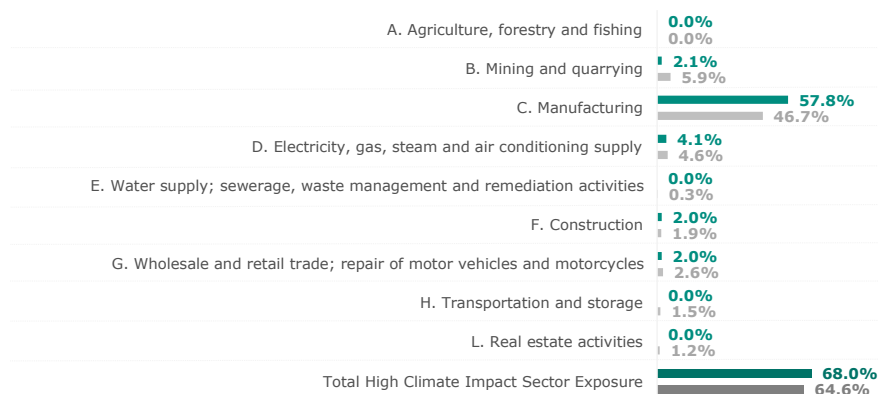 A. Agriculture, forestry and fishing 0.0%
0.0%
B. Mining and quarrying 2.1%
5.9%
C. Manufacturing 57.8%
46.7%
D. Electricity, gas, steam and air conditioning supply 4.1%
4.6%
E. Water supply; sewerage, waste management and remediation activities 0.0%
0.3%
F. Construction 2.0%
1.9%
G. Wholesale and retail trade; repair of motor vehicles and motorcycles 2.0%
2.6%
H. Transportation and storage 0.0%
1.5%
L. Real estate activities 0.0%
1.2%
Total High Climate Impact Sector Exposure 68.0%
64.6%